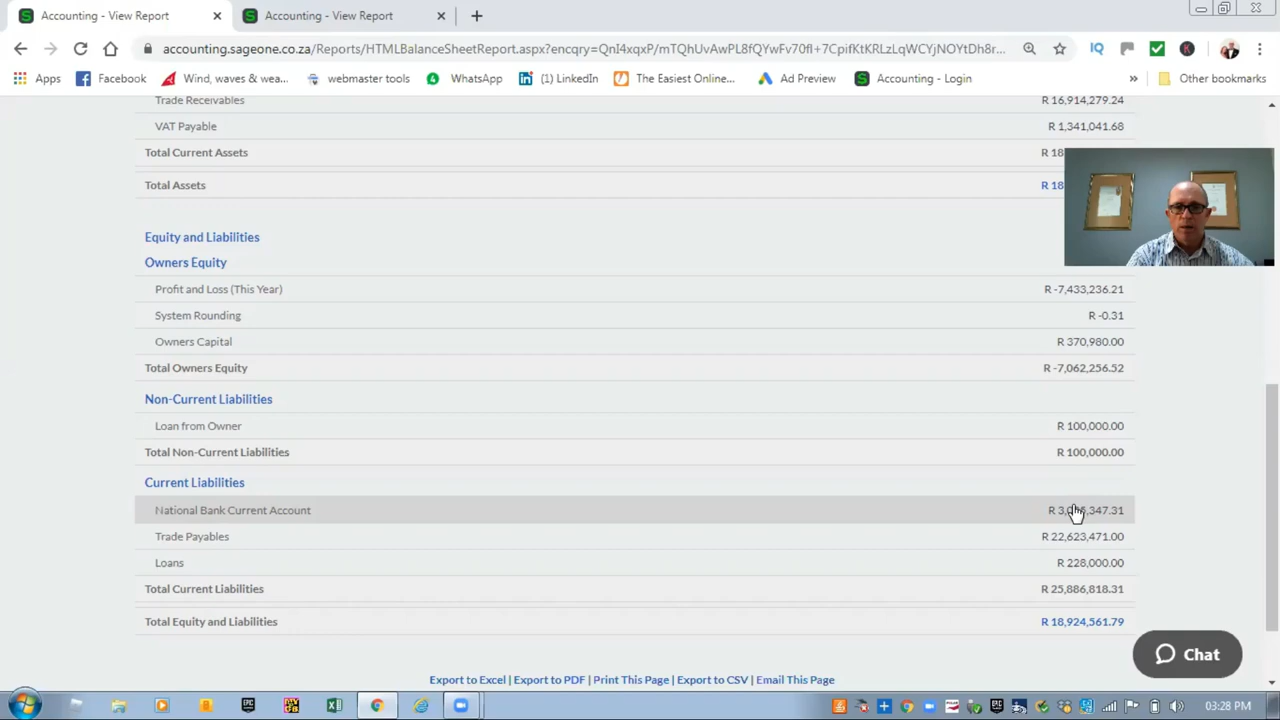 Accounting - View Report
Accounting - View Report
accounting.sageone.co.za/Reports/HTMLBalanceSheetReport.aspx?encqry=QnI4xqxP/mTQhUvAwPL8fQYwFv70fI+7CpifKtKRLzLqWCYjNOYtDh8r...
Apps Facebook Wind, waves & wea... webmaster tools WhatsApp (1) LinkedIn The Easiest Online... Ad Preview Accounting - Login » Other bookmarks
Trade Receivables R 16,914,279.24
VAT Payable R 1,341,041.68
Total Current Assets R 18
Total Assets R 18
Equity and Liabilities
Owners Equity
Profit and Loss (This Year) R -7,433,236.21
System Rounding R -0.31
Owners Capital R 370,980.00
Total Owners Equity R -7,062,256.52
Non-Current Liabilities
Loan from Owner R 100,000.00
Total Non-Current Liabilities R 100,000.00
Current Liabilities
National Bank Current Account
Trade Payables R 22,623,471.00
Loans R 228,000.00
Total Current Liabilities R 25,886,818.31
Total Equity and Liabilities R 18,924,561.79
Chat
Export to Excel | Export to PDF | Print This Page | Export to CSV | Email This Page
03:28 PM